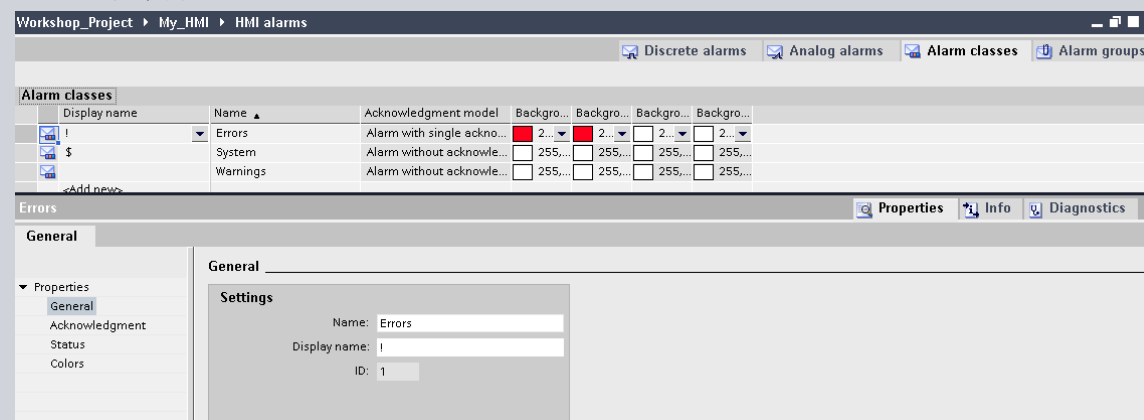 Workshop_Project ▸ My_HMI ▸ HMI alarms
Discrete alarms Analog alarms Alarm classes Alarm groups
Alarm classes
Display name Name Acknowledgment model Backgro... Backgro... Backgro... Backgro...
! Errors Alarm with single ackno... 2... 2... 2... 2...
$ System Alarm without acknowle... 255,... 255,... 255,... 255,...
Warnings Alarm without acknowle... 255,... 255,... 255,... 255,...
<Add new>
Errors Properties Info Diagnostics
General
General
Properties
Settings
General
Name: Errors
Acknowledgment
Status
Display name: !
Colors
ID: 1